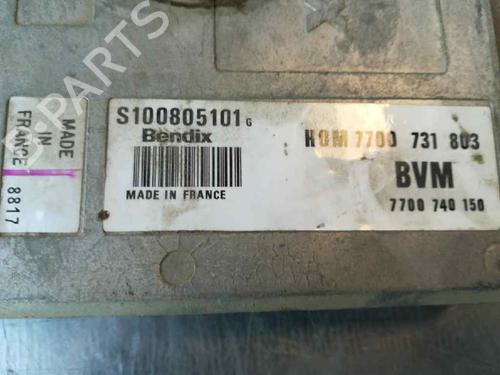 MADE
IN
FRANCE 8817
S100805101 G
Bendix
MADE IN FRANCE
HOM 7700 731 803
BVM
7700 740 150
B-PARTS